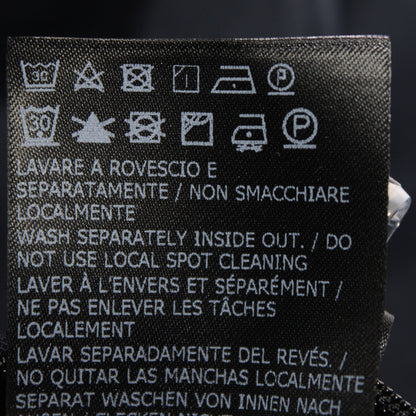 30 P
30 P
LAVARE A ROVESCIO E
SEPARATAMENTE / NON SMACCHIARE
LOCALMENTE
WASH SEPARATELY INSIDE OUT. / DO
NOT USE LOCAL SPOT CLEANING
LAVER À L'ENVERS ET SÉPARÉMENT /
NE PAS ENLEVER LES TÂCHES
LOCALEMENT
LAVAR SEPARADAMENTE DEL REVÉS. /
NO QUITAR LAS MANCHAS LOCALMENTE
SEPARAT WASCHEN VON INNEN NACH